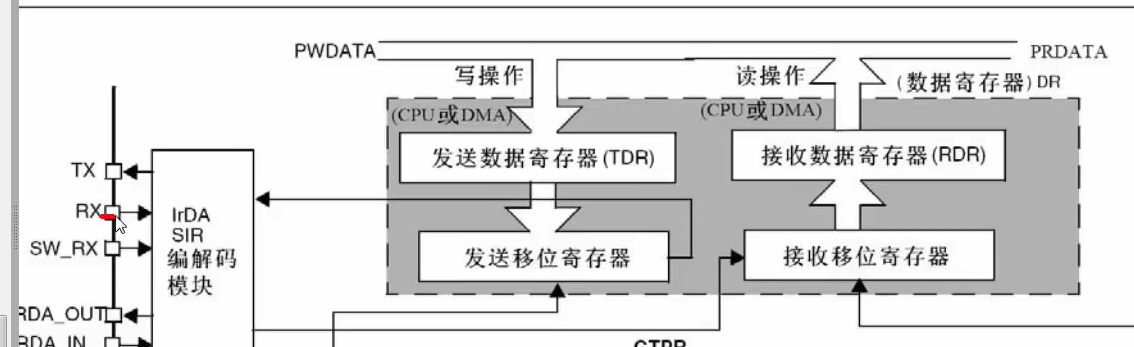 PWDATA
PRDATA
写操作
读操作
(数据寄存器) DR
(CPU或DMA)
(CPU或DMA)
发送数据寄存器(TDR)
接收数据寄存器(RDR)
TX
RX
SW_RX
IrDA
SIR
编解码
模块
发送移位寄存器
接收移位寄存器
RDA_OUT
RDA_IN